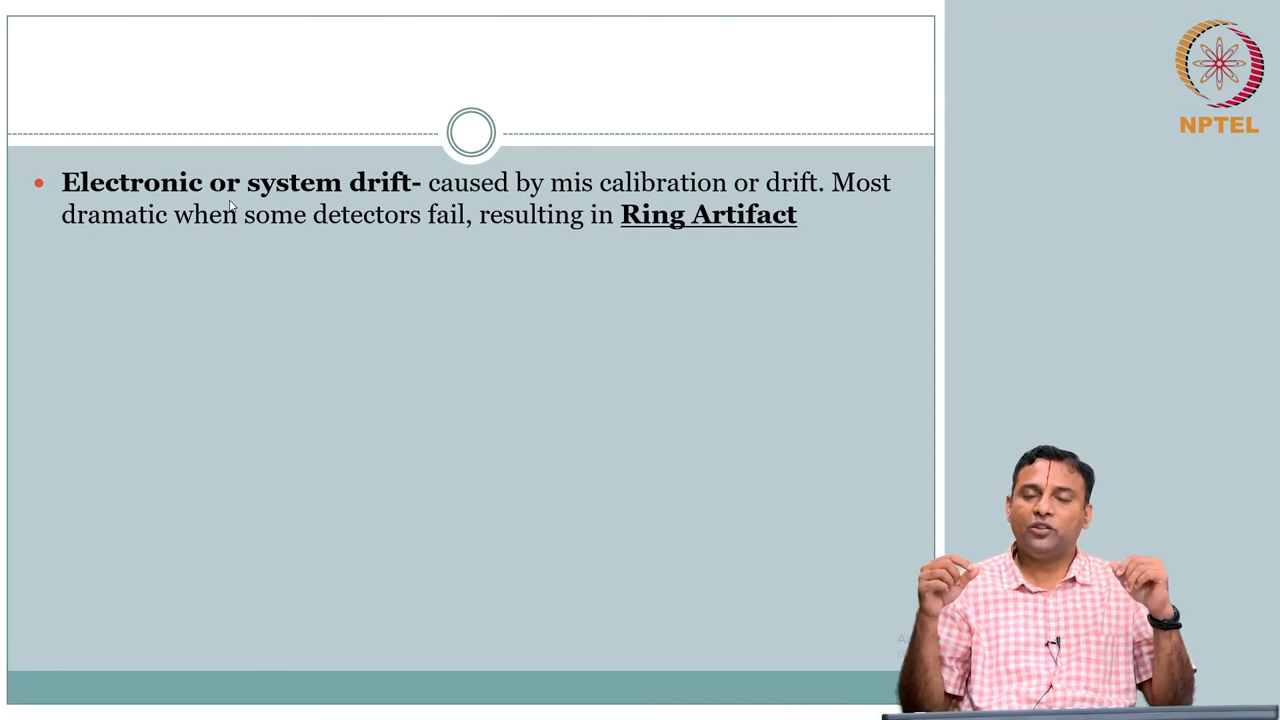 Electronic or system drift- caused by mis calibration or drift. Most
dramatic when some detectors fail, resulting in Ring Artifact
NPTEL